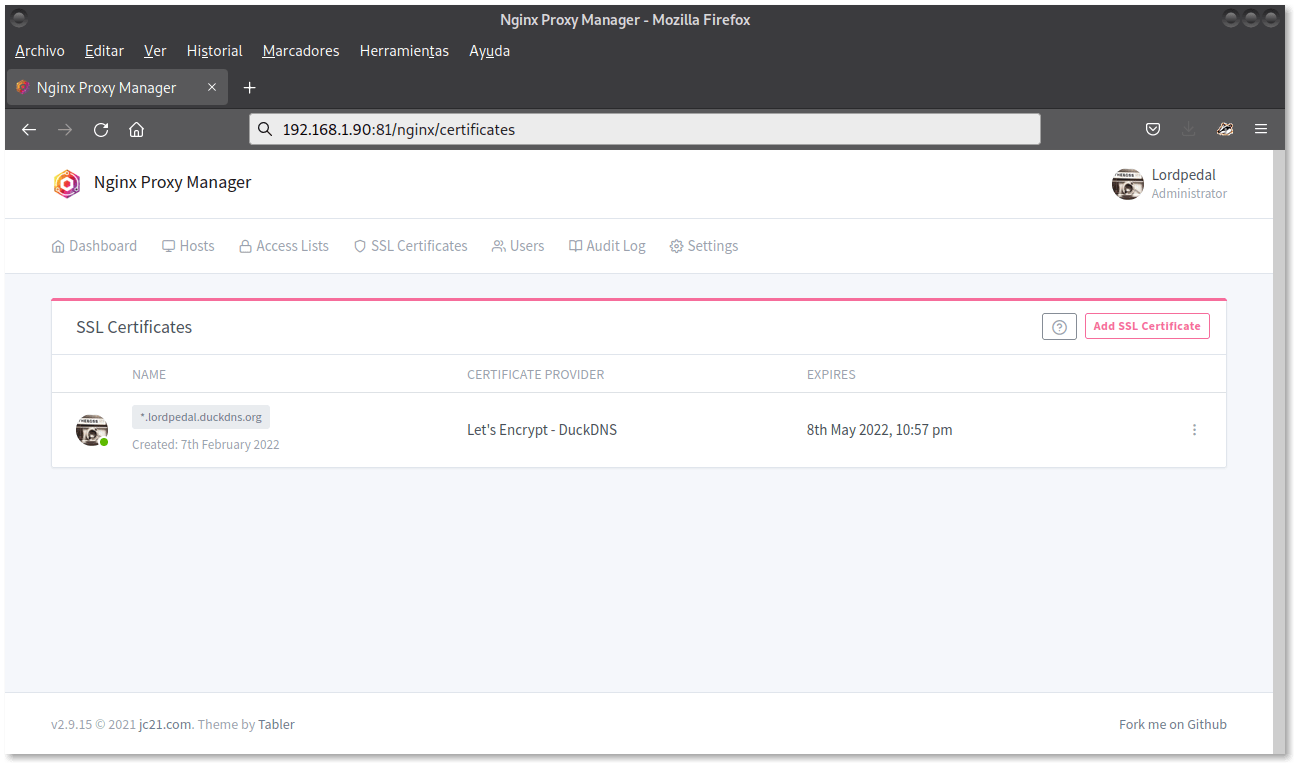 Nginx Proxy Manager - Mozilla Firefox
Archivo Editar Ver Historial Marcadores Herramientas Ayuda
Nginx Proxy Manager
192.168.1.90:81/nginx/certificates
Nginx Proxy Manager
Lordpedal
Administrator
Dashboard Hosts Access Lists SSL Certificates Users Audit Log Settings
SSL Certificates
Add SSL Certificate
NAME CERTIFICATE PROVIDER EXPIRES
*.lordpedal.duckdns.org
Created: 7th February 2022
Let's Encrypt - DuckDNS
8th May 2022, 10:57 pm
v2.9.15 © 2021 jc21.com. Theme by Tabler
Fork me on Github